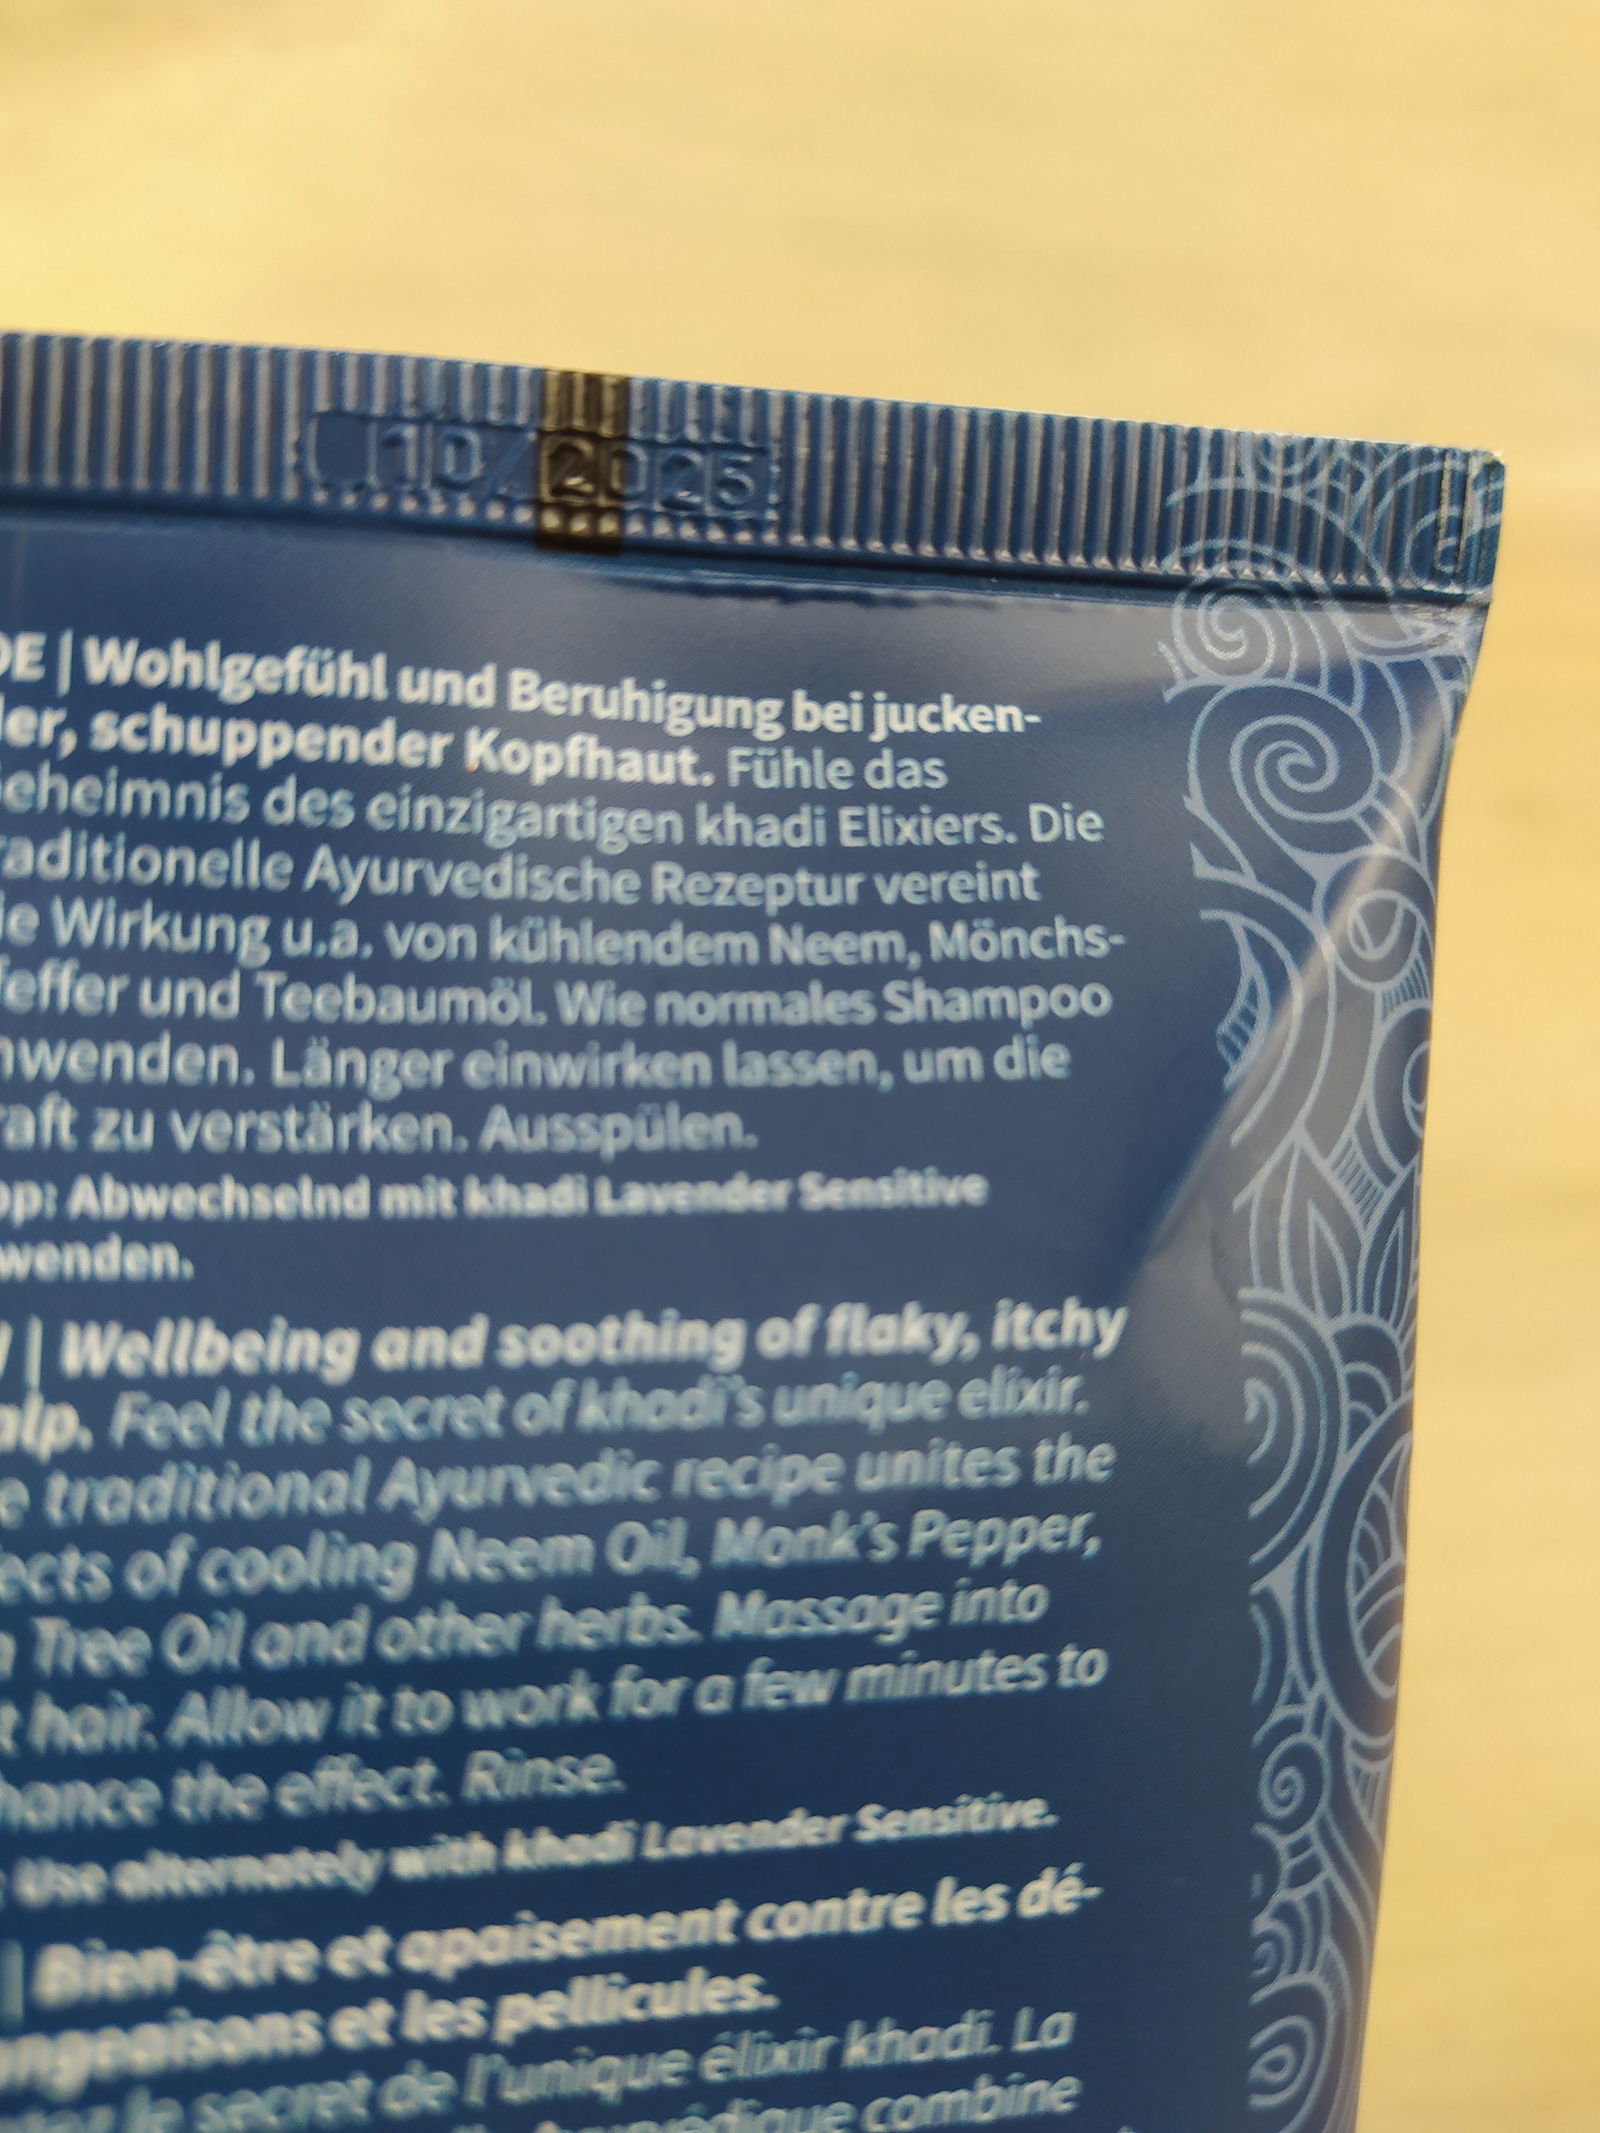 10/2025
DE | Wohlgefühl und Beruhigung bei jucken-
der, schuppender Kopfhaut. Fühle das
eheimnis des einzigartigen khadi Elixiers. Die
raditionelle Ayurvedische Rezeptur vereint
ie Wirkung u.a. von kühlendem Neem, Mönchs-
feffer und Teebaumöl. Wie normales Shampoo
nwenden. Länger einwirken lassen, um die
raft zu verstärken. Ausspülen.
pp: Abwechselnd mit khadi Lavender Sensitive
wenden.
| Wellbeing and soothing of flaky, itchy
alp. Feel the secret of khadi's unique elixir.
e traditional Ayurvedic recipe unites the
ects of cooling Neem Oil, Monk's Pepper,
Tree Oil and other herbs. Massage into
t hair. Allow it to work for a few minutes to
hance the effect. Rinse.
: Use alternately with khadi Lavender Sensitive.
| Bien-être et apaisement contre les dé-
ngeaisons et les pellicules.
le secret de l'unique élixir khadi. La
combine